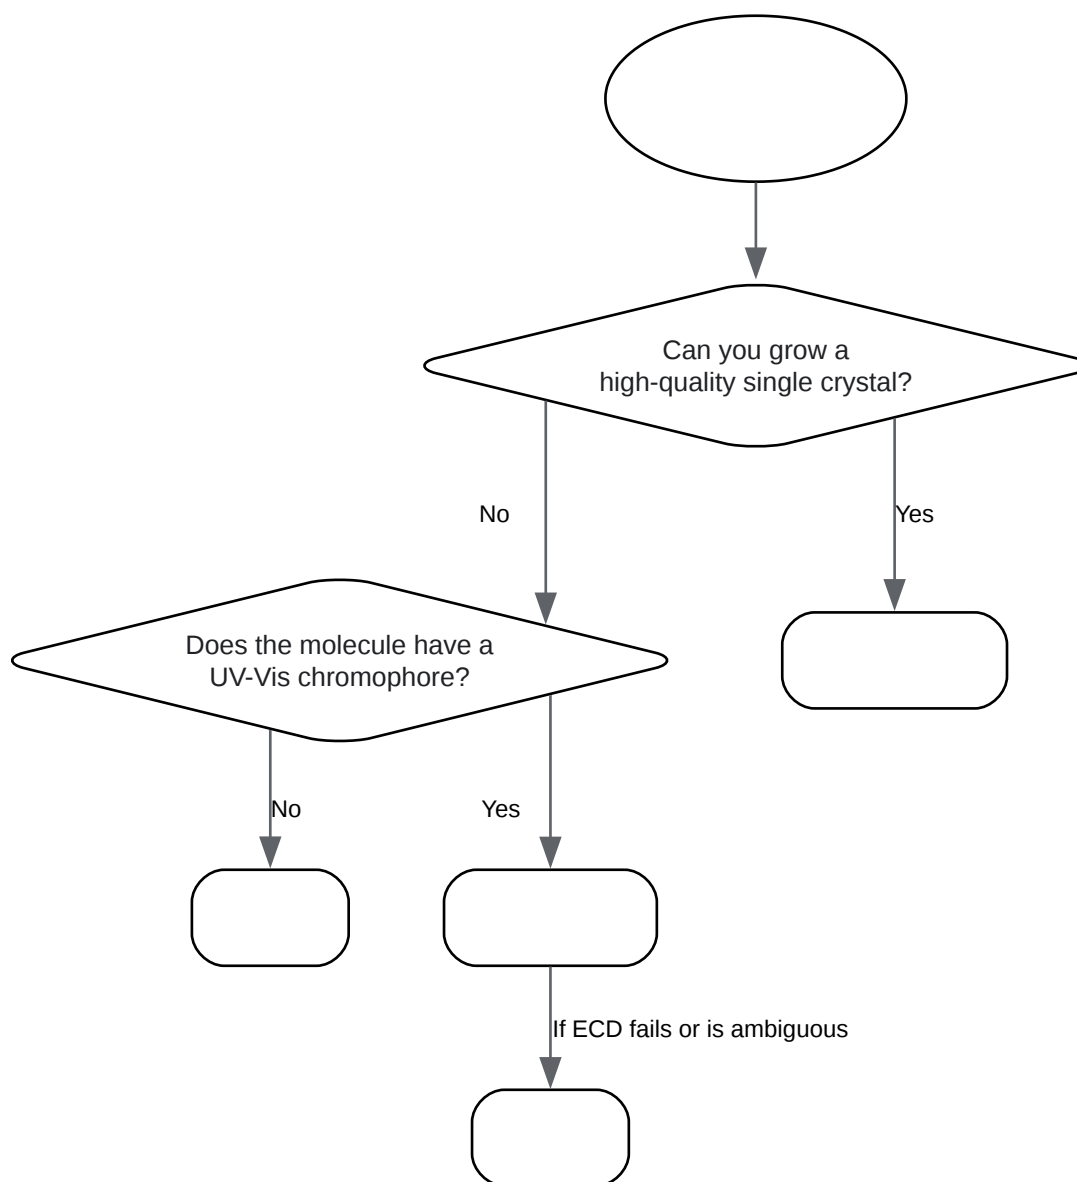 Can you grow a
high-quality single crystal?
No
Yes
Does the molecule have a
UV-Vis chromophore?
No
Yes
If ECD fails or is ambiguous